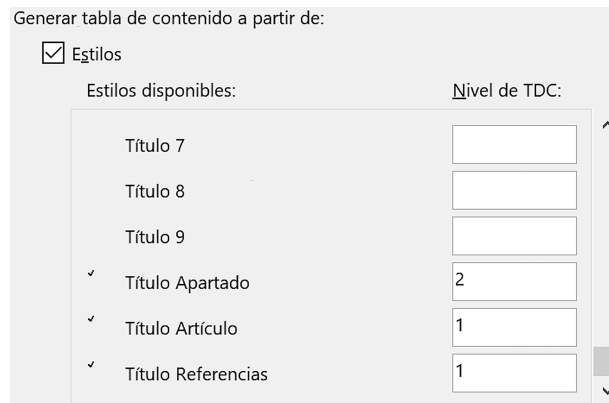 Generar tabla de contenido a partir de:
Estilos
Estilos disponibles: Nivel de TDC:
Título 7
Título 8
Título 9
Título Apartado 2
Título Artículo 1
Título Referencias 1